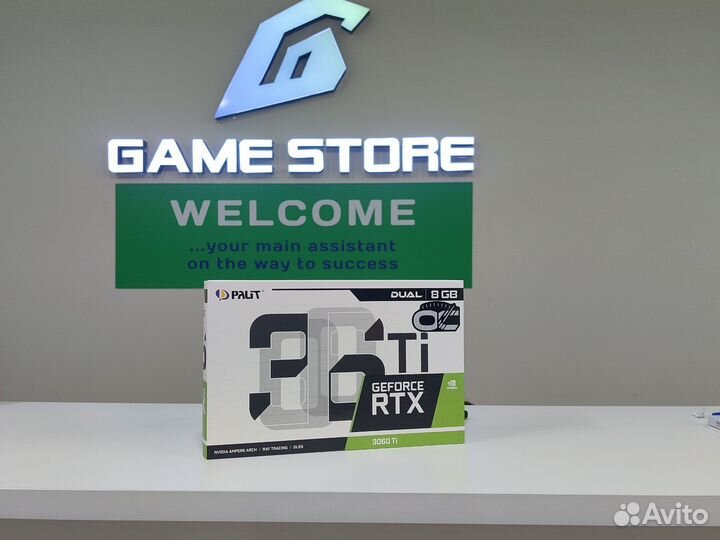 GAME STORE
WELCOME
...your main assistant
on the way to success
PALIT
DUAL 8 GB
OC
3060 Ti
GEFORCE
RTX
3060 Ti
NVIDIA AMPERE ARCH / RAY TRACING / DLSS
Avito